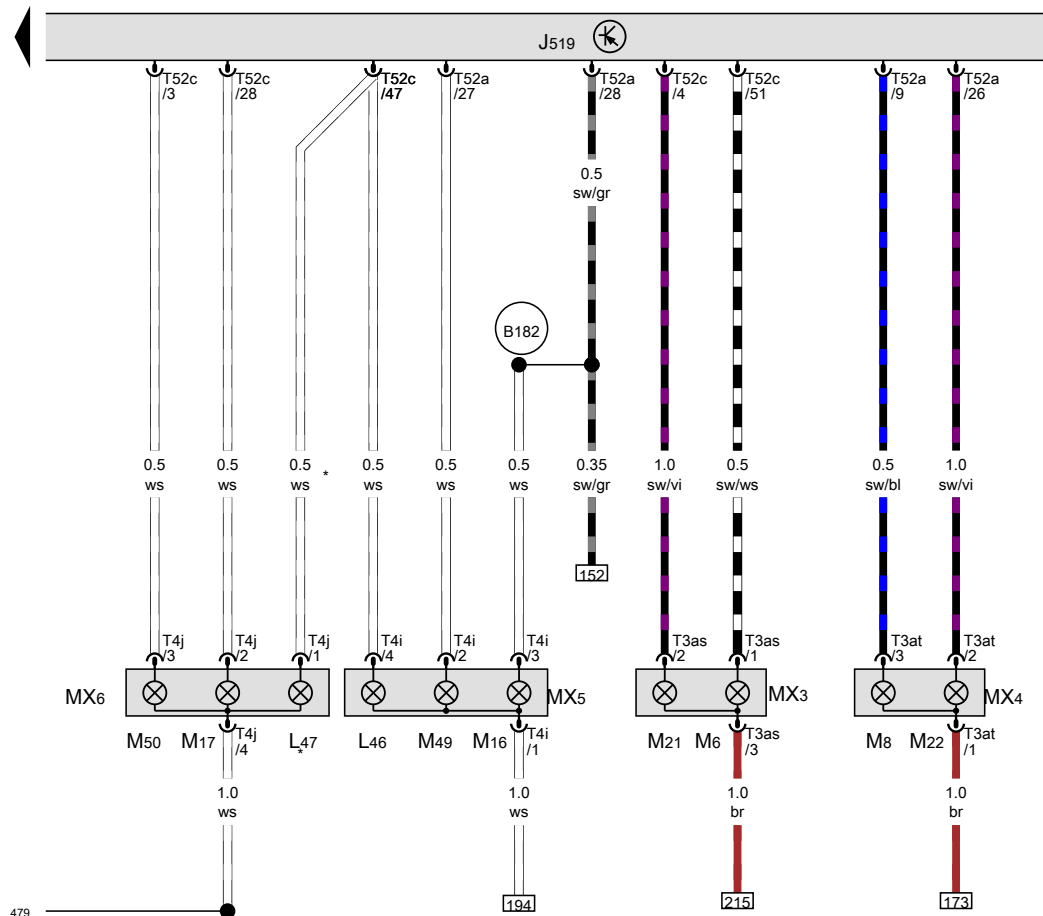 J519
T52c T52c T52c T52a T52a T52c T52c T52a T52a
/3 /28 /47 /27 /28 /4 /51 /9 /26
0.5
sw/gr
B182
0.5 0.5 0.5 0.5 0.5 0.5 0.35 1.0 0.5 0.5 1.0
ws ws ws * ws ws ws sw/gr sw/vi sw/ws sw/bl sw/vi
152
T4j T4j T4j T4i T4i T4i T3as T3as T3at T3at
/3 /2 /1 /4 /2 /3 /2 /1 /3 /2
MX6 MX5 MX3 MX4
M50 M17 T4j L47 L46 M49 M16 T4i M21 M6 T3as M8 M22 T3at
/4 * /1 /3 /1
1.0 1.0 1.0 1.0
ws ws br br
479 194 215 173